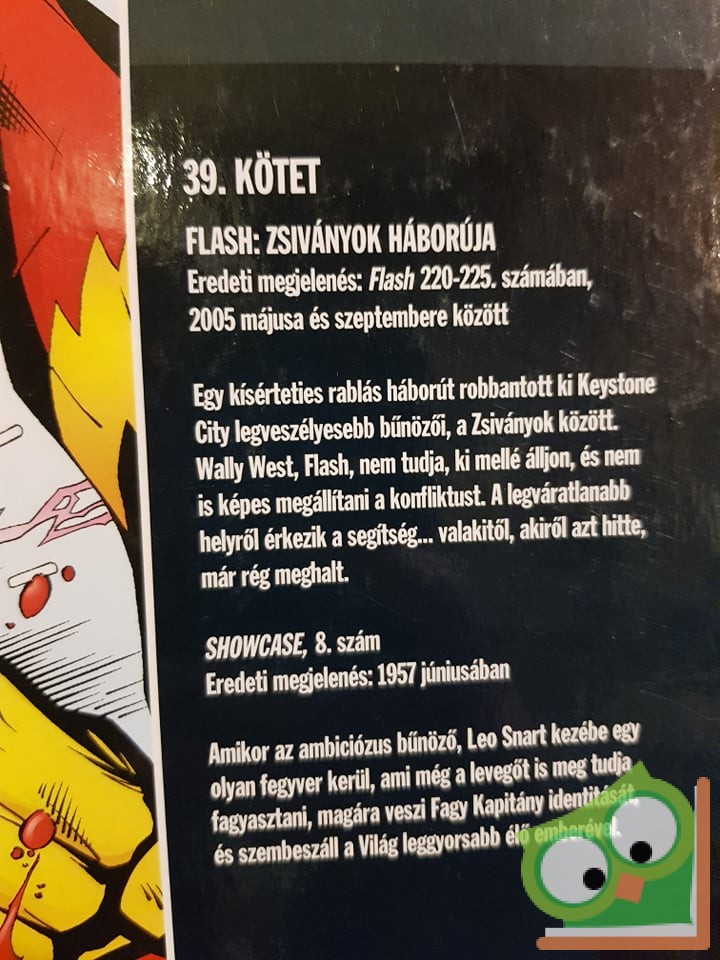 39. KÖTET
FLASH: ZSIVÁNYOK HÁBORÚJA
Eredeti megjelenés: Flash 220-225. számában,
2005 májusa és szeptembere között
Egy kísérteties rablás háborút robbantott ki Keystone
City legveszélyesebb bűnözői, a Zsiványok között.
Wally West, Flash, nem tudja, ki mellé álljon, és nem
is képes megállítani a konfliktust. A legváratlanabb
helyről érkezik a segítség... valakitől, akiről azt hitte,
már rég meghalt.
SHOWCASE, 8. szám
Eredeti megjelenés: 1957 júniusában
Amikor az ambiciózus bűnöző, Leo Snart kezébe egy
olyan fegyver kerül, ami még a levegőt is meg tudja
fagyasztani, magára veszi Fagy Kapitány identitását,
és szembeszáll a Világ leggyorsabb élő emberével.